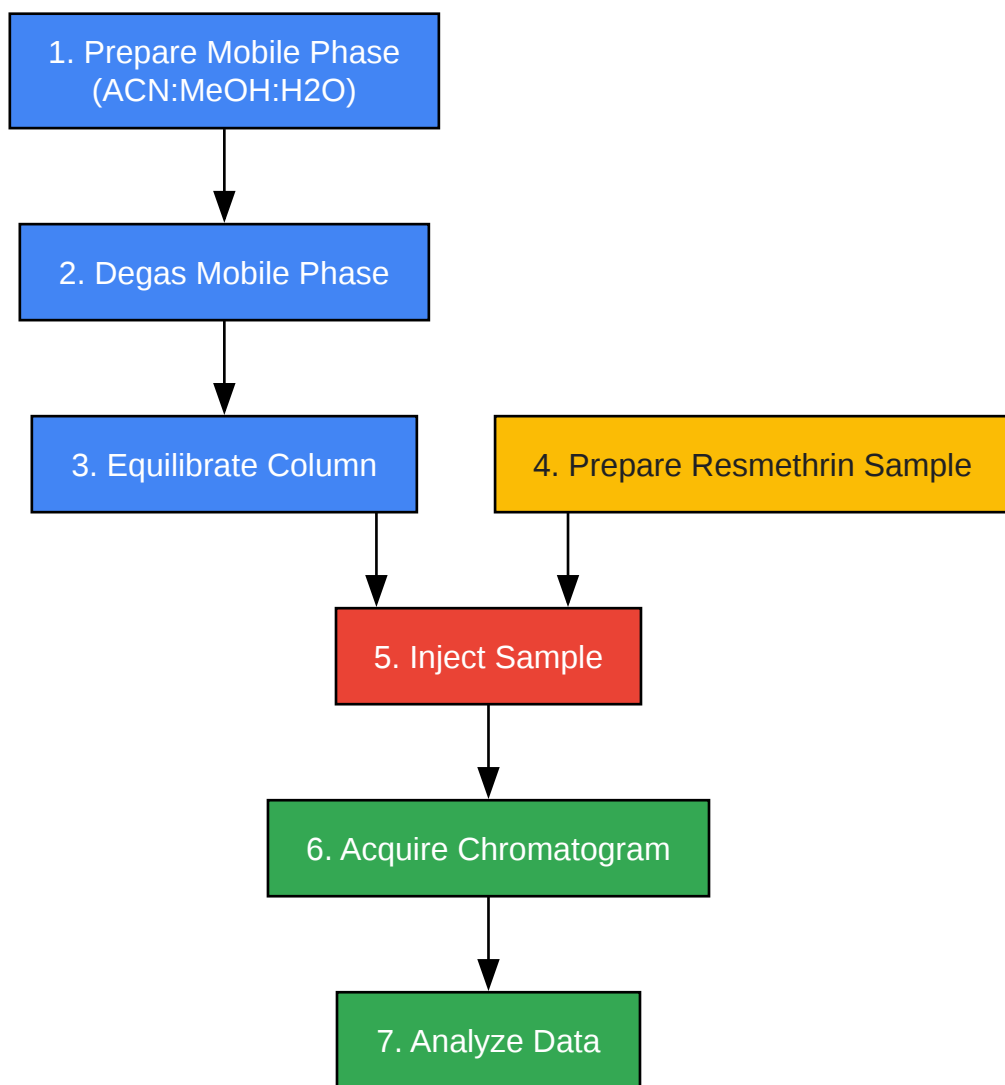 1. Prepare Mobile Phase
(ACN:MeOH:H2O)
2. Degas Mobile Phase
3. Equilibrate Column
4. Prepare Resmethrin Sample
5. Inject Sample
6. Acquire Chromatogram
7. Analyze Data